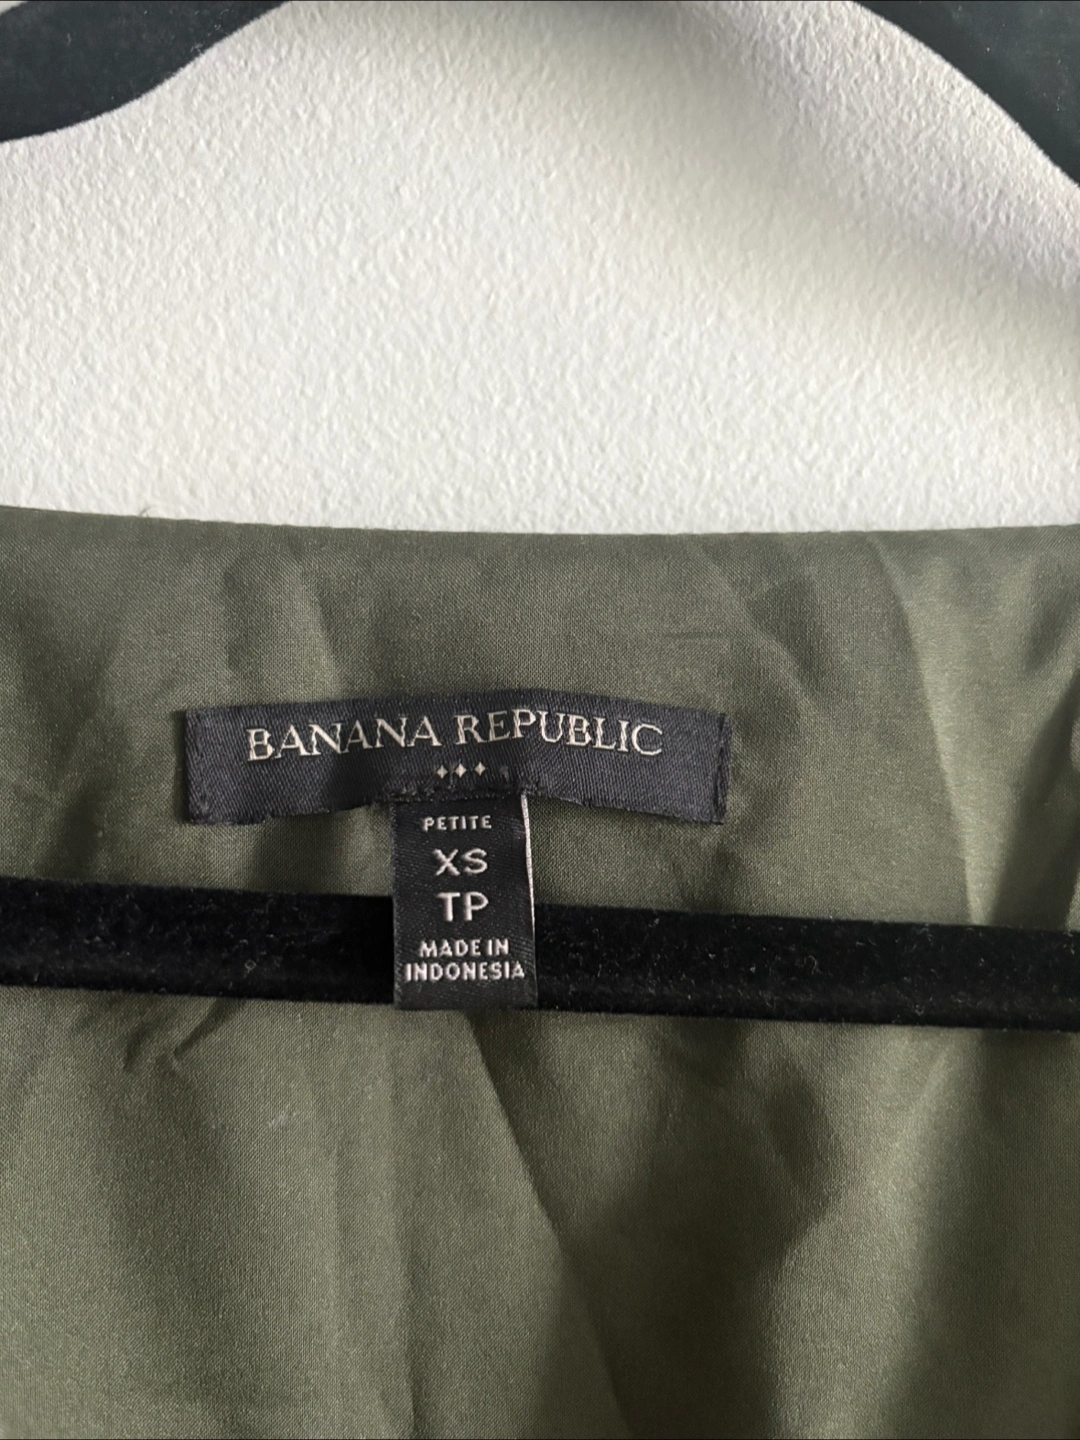 BANANA REPUBLIC
PETITE
XS
TP
MADE IN
INDONESIA